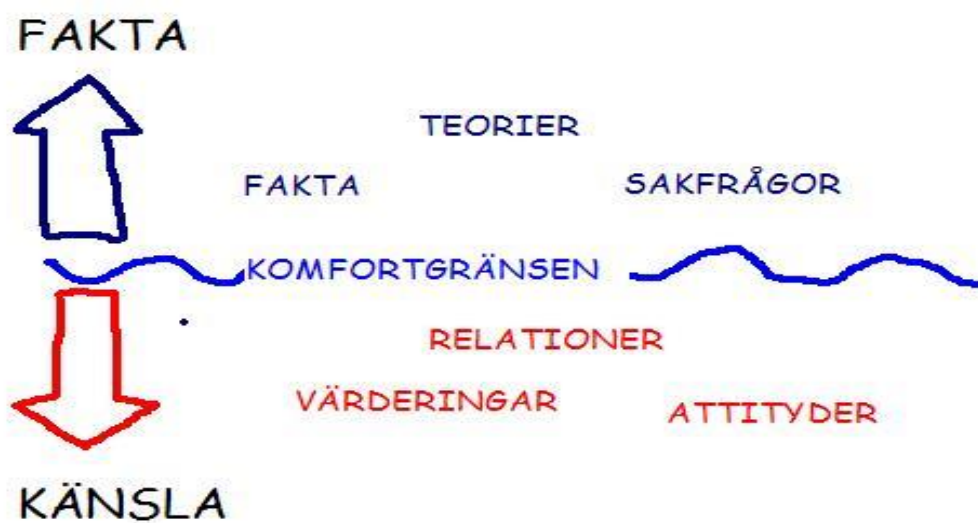 FAKTA
TEORIER
FAKTA SAKFRÅGOR
KOMFORTGRÄNSEN
RELATIONER
VÄRDERINGAR ATTITYDER
KÄNSLA